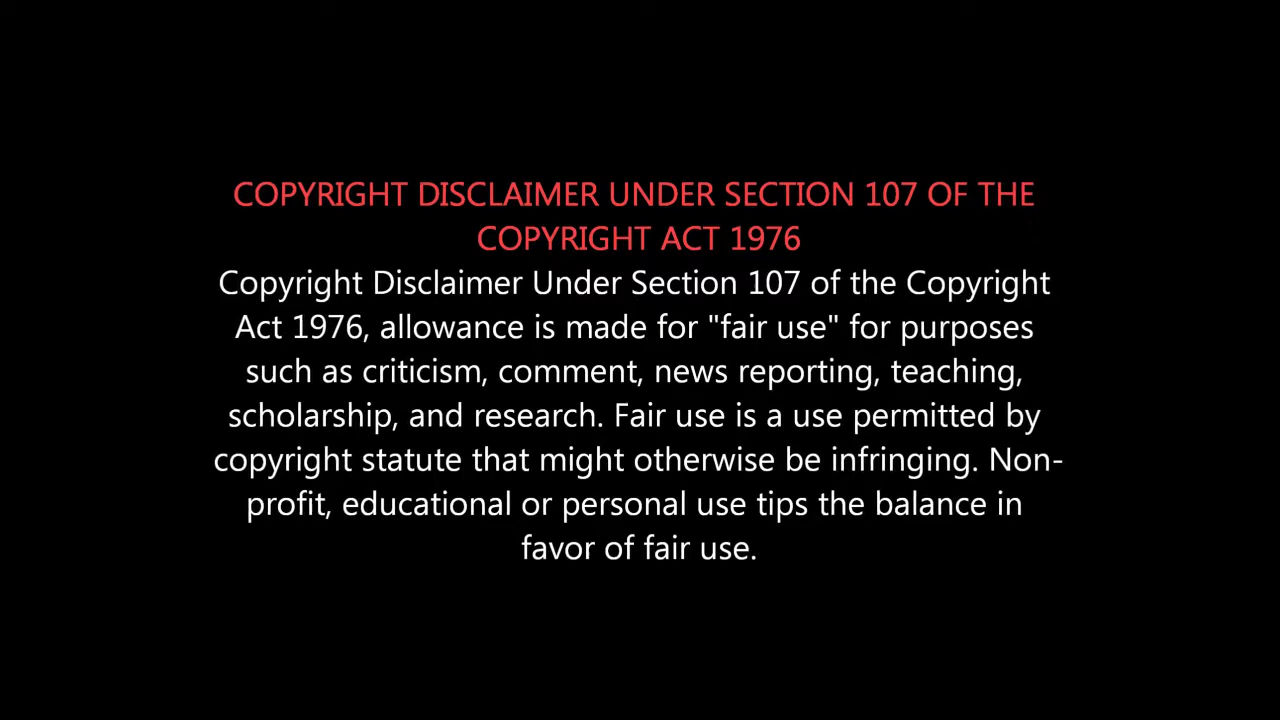 COPYRIGHT DISCLAIMER UNDER SECTION 107 OF THE
COPYRIGHT ACT 1976
Copyright Disclaimer Under Section 107 of the Copyright
Act 1976, allowance is made for "fair use" for purposes
such as criticism, comment, news reporting, teaching,
scholarship, and research. Fair use is a use permitted by
copyright statute that might otherwise be infringing. Non-
profit, educational or personal use tips the balance in
favor of fair use.